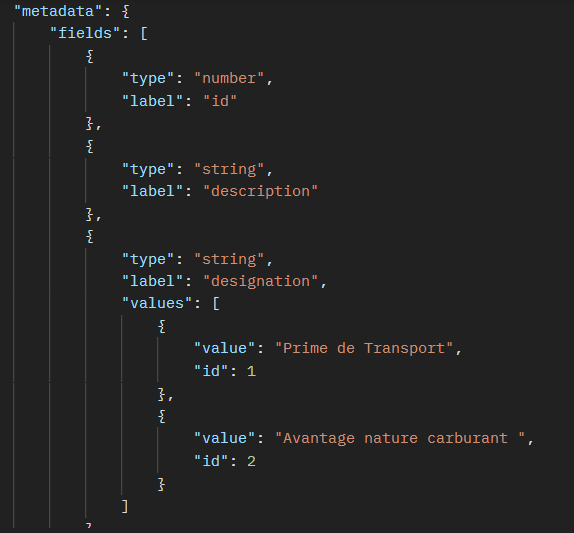 "metadata": {
"fields": [
{
"type": "number",
"label": "id"
},
{
"type": "string",
"label": "description"
},
{
"type": "string",
"label": "designation",
"values": [
{
"value": "Prime de Transport",
"id": 1
},
{
"value": "Avantage nature carburant ",
"id": 2
}
]
}